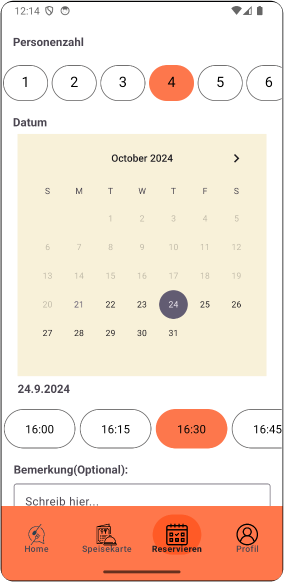 12:14
Personenzahl
1 2 3 4 5 6
Datum
October 2024
S M T W T F S
1 2 3 4 5
6 7 8 9 10 11 12
13 14 15 16 17 18 19
20 21 22 23 24 25 26
27 28 29 30 31
24.9.2024
16:00 16:15 16:30 16:45
Bemerkung(Optional):
Schreib hier...
Home Speisekarte Reservieren Profil